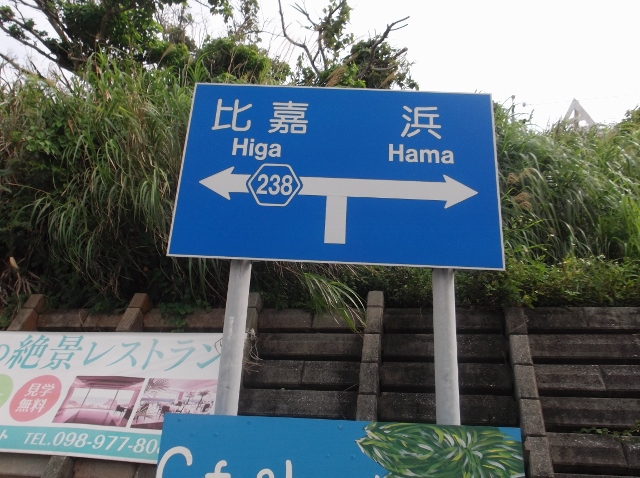 比嘉 浜
Higa Hama
238
絶景レストラン
見学
無料
TEL.098-977-80